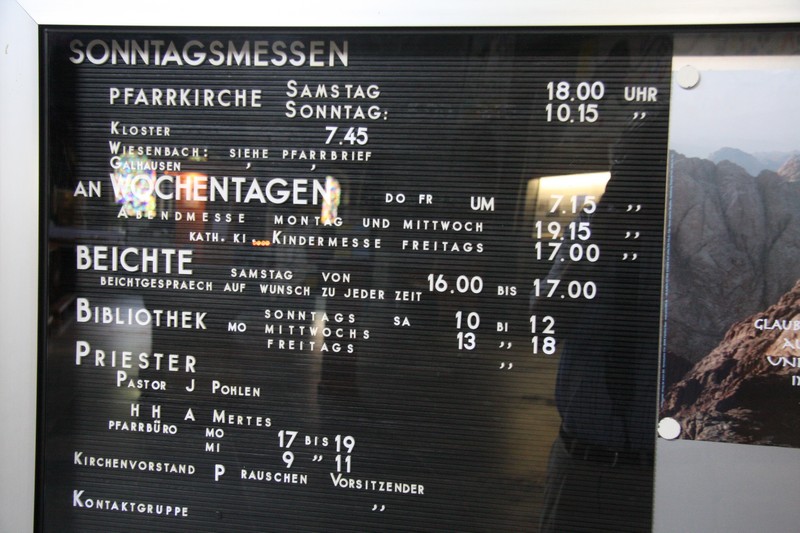 SONNTAGSMESSEN
PFARRKIRCHE SAMSTAG 18.00 UHR
SONNTAG: 10.15 ,,
KLOSTER 7.45
WIESENBACH: SIEHE PFARRBRIEF
GALHAUSEN , ,
AN WOCHENTAGEN DO FR UM 7.15 ,,
ABENDMESSE MONTAG UND MITTWOCH 19.15 ,,
KATH. KI .... KINDERMESSE FREITAGS 17.00 ,,
BEICHTE SAMSTAG VON 16.00 BIS 17.00
BEICHTGESPRAECH AUF WUNSCH ZU JEDER ZEIT
BIBLIOTHEK SONNTAGS SA 10 BI 12
MO MITTWOCHS 13 ,, 18
FREITAGS ,,
PRIESTER
PASTOR J POHLEN
H H A MERTES
PFARRBÜRO MO 17 BIS 19
MI 9 ,, 11
KIRCHENVORSTAND P RAUSCHEN VORSITZENDER
KONTAKTGRUPPE ,,
GLAUB
UND